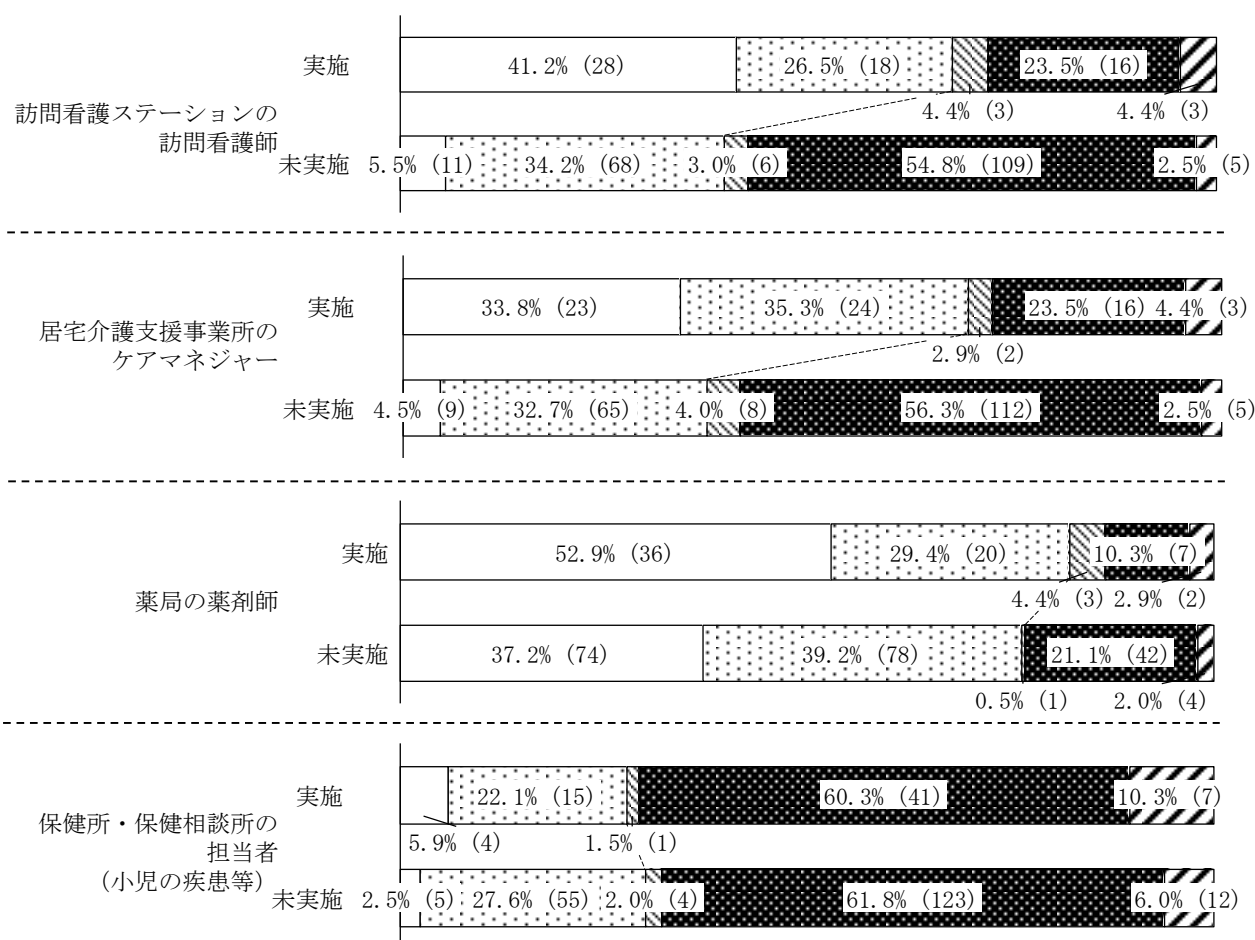 実施
41.2% (28)
26.5% (18)
23.5% (16)
4.4% (3)
4.4% (3)
訪問看護ステーションの
訪問看護師
未実施
5.5% (11)
34.2% (68)
3.0% (6)
54.8% (109)
2.5% (5)
実施
33.8% (23)
35.3% (24)
23.5% (16)
4.4% (3)
2.9% (2)
居宅介護支援事業所の
ケアマネジャー
未実施
4.5% (9)
32.7% (65)
4.0% (8)
56.3% (112)
2.5% (5)
実施
52.9% (36)
29.4% (20)
10.3% (7)
4.4% (3)
2.9% (2)
薬局の薬剤師
未実施
37.2% (74)
39.2% (78)
21.1% (42)
0.5% (1)
2.0% (4)
実施
22.1% (15)
60.3% (41)
10.3% (7)
5.9% (4)
1.5% (1)
保健所・保健相談所の
担当者
(小児の疾患等)
未実施
2.5% (5)
27.6% (55)
2.0% (4)
61.8% (123)
6.0% (12)